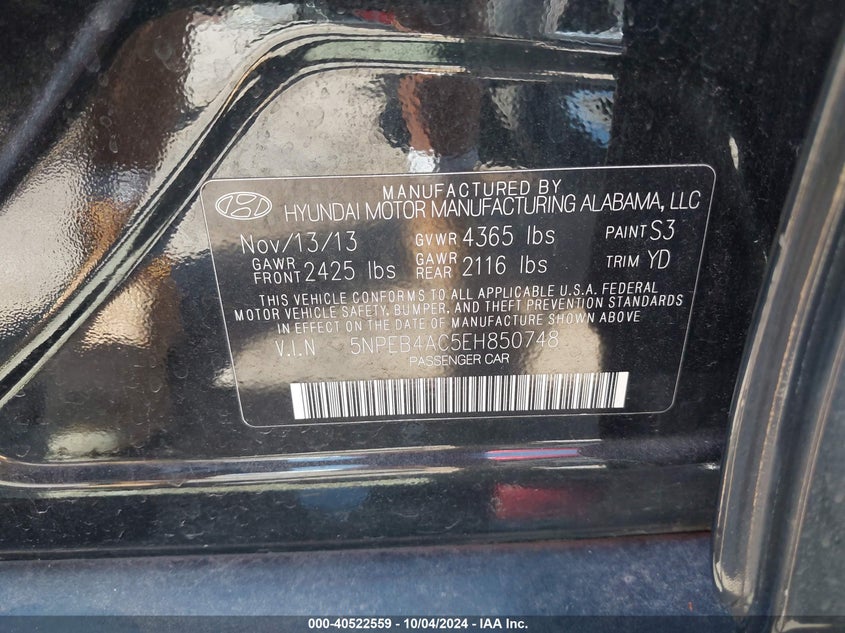 MANUFACTURED BY
HYUNDAI MOTOR MANUFACTURING ALABAMA, LLC
Nov/13/13 GVWR 4365 lbs PAINT S3
GAWR FRONT 2425 lbs GAWR REAR 2116 lbs TRIM YD
THIS VEHICLE CONFORMS TO ALL APPLICABLE U.S.A. FEDERAL
MOTOR VEHICLE SAFETY, BUMPER, AND THEFT PREVENTION STANDARDS
IN EFFECT ON THE DATE OF MANUFACTURE SHOWN ABOVE
V.I.N 5NPEB4AC5EH850748
PASSENGER CAR
000-40522559 - 10/04/2024 - IAA Inc.